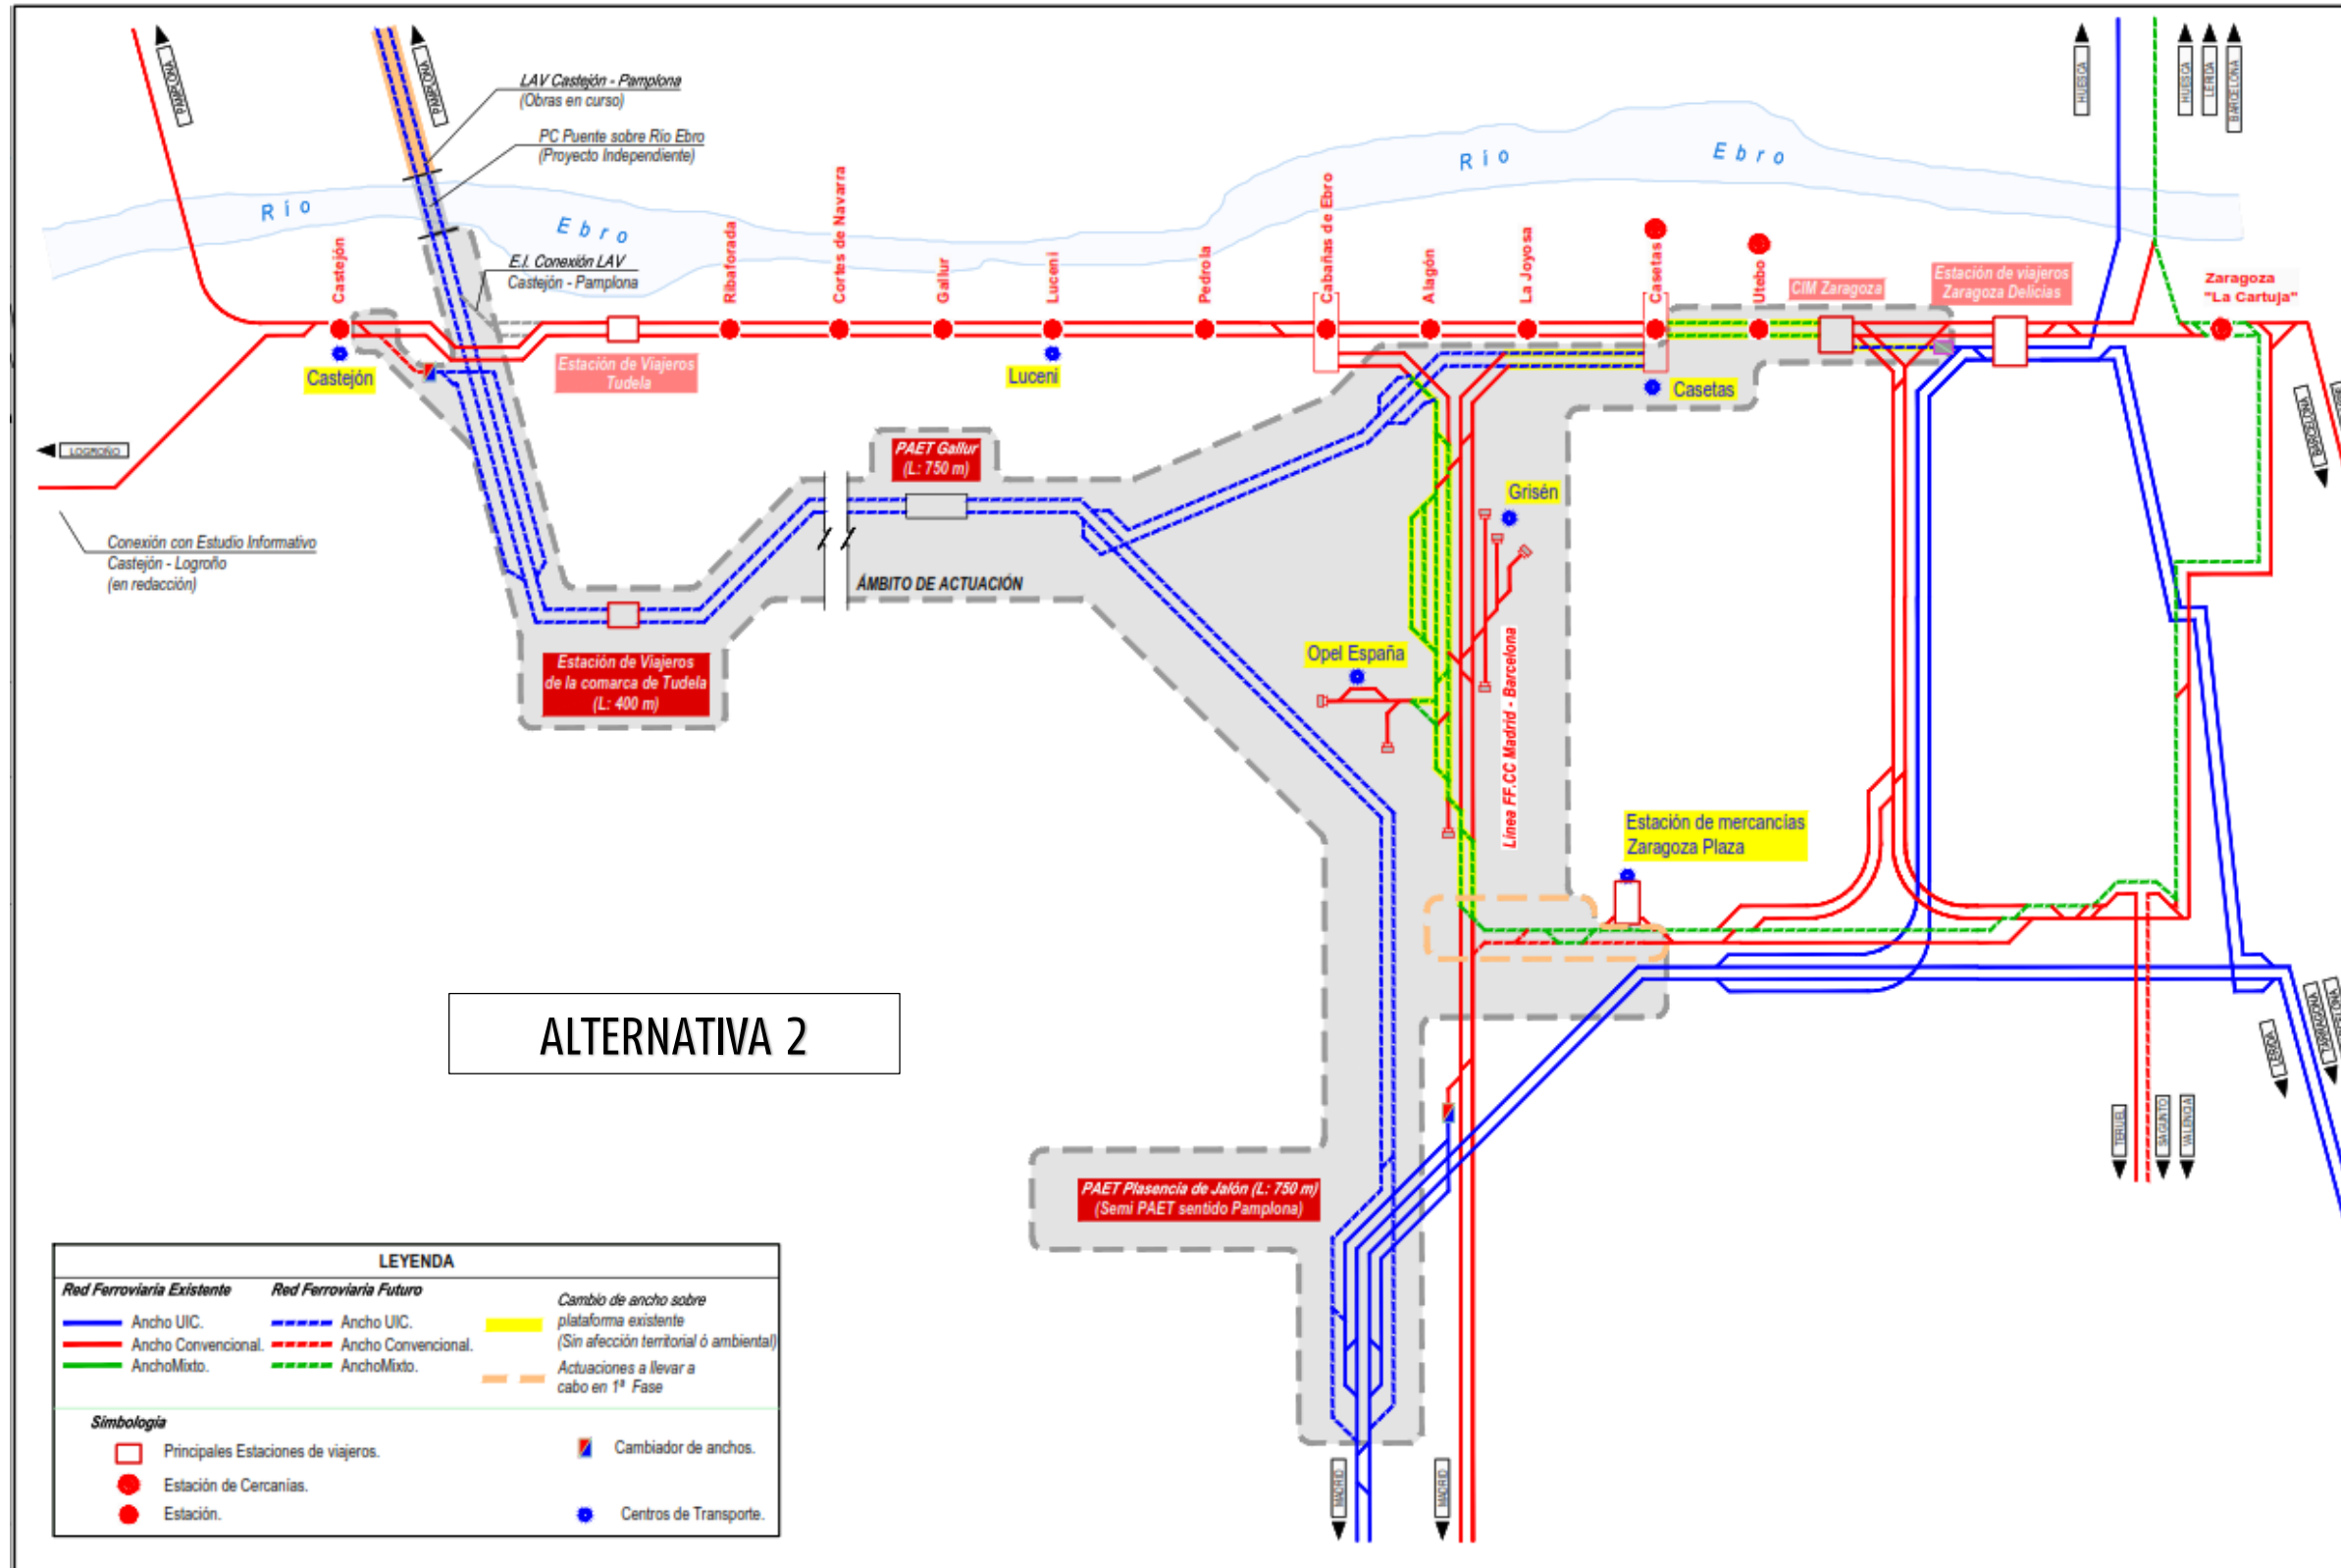 PAMPLONA
PAMPLONA
LAV Castejón - Pamplona
(Obras en curso)
PC Puente sobre Río Ebro
(Proyecto Independiente)
HUESCA
HUESCA
LERIDA
BARCELONA
Río
Ebro
Río
Ebro
E.I. Conexión LAV
Castejón - Pamplona
Castejón
Ribaforada
Cortes de Navarra
Gallur
Luceni
Pedrola
Cabañas de Ebro
Alagón
La Joyosa
Casetas
Utebo
CIM Zaragoza
Estación de viajeros
Zaragoza Delicias
Zaragoza
"La Cartuja"
Castejón
Estación de Viajeros
Tudela
Luceni
Casetas
LOGROÑO
BARCELONA
PAET Gallur
(L: 750 m)
Grisén
Conexión con Estudio Informativo
Castejón - Logroño
(en redacción)
ÁMBITO DE ACTUACIÓN
Opel España
Estación de Viajeros
de la comarca de Tudela
(L: 400 m)
Línea FF.CC Madrid - Barcelona
Estación de mercancías
Zaragoza Plaza
ALTERNATIVA 2
LERIDA
TARRAGONA
TERUEL
SAGUNTO
VALENCIA
PAET Plasencia de Jalón (L: 750 m)
(Semi PAET sentido Pamplona)
MADRID
MADRID
LEYENDA
Red Ferroviaria Existente
Red Ferroviaria Futuro
Ancho UIC.
Ancho Convencional.
AnchoMixto.
Ancho UIC.
Ancho Convencional.
AnchoMixto.
Cambio de ancho sobre
plataforma existente
(Sin afección territorial ó ambiental)
Actuaciones a llevar a
cabo en 1ª Fase
Simbología
Principales Estaciones de viajeros.
Estación de Cercanías.
Estación.
Cambiador de anchos.
Centros de Transporte.